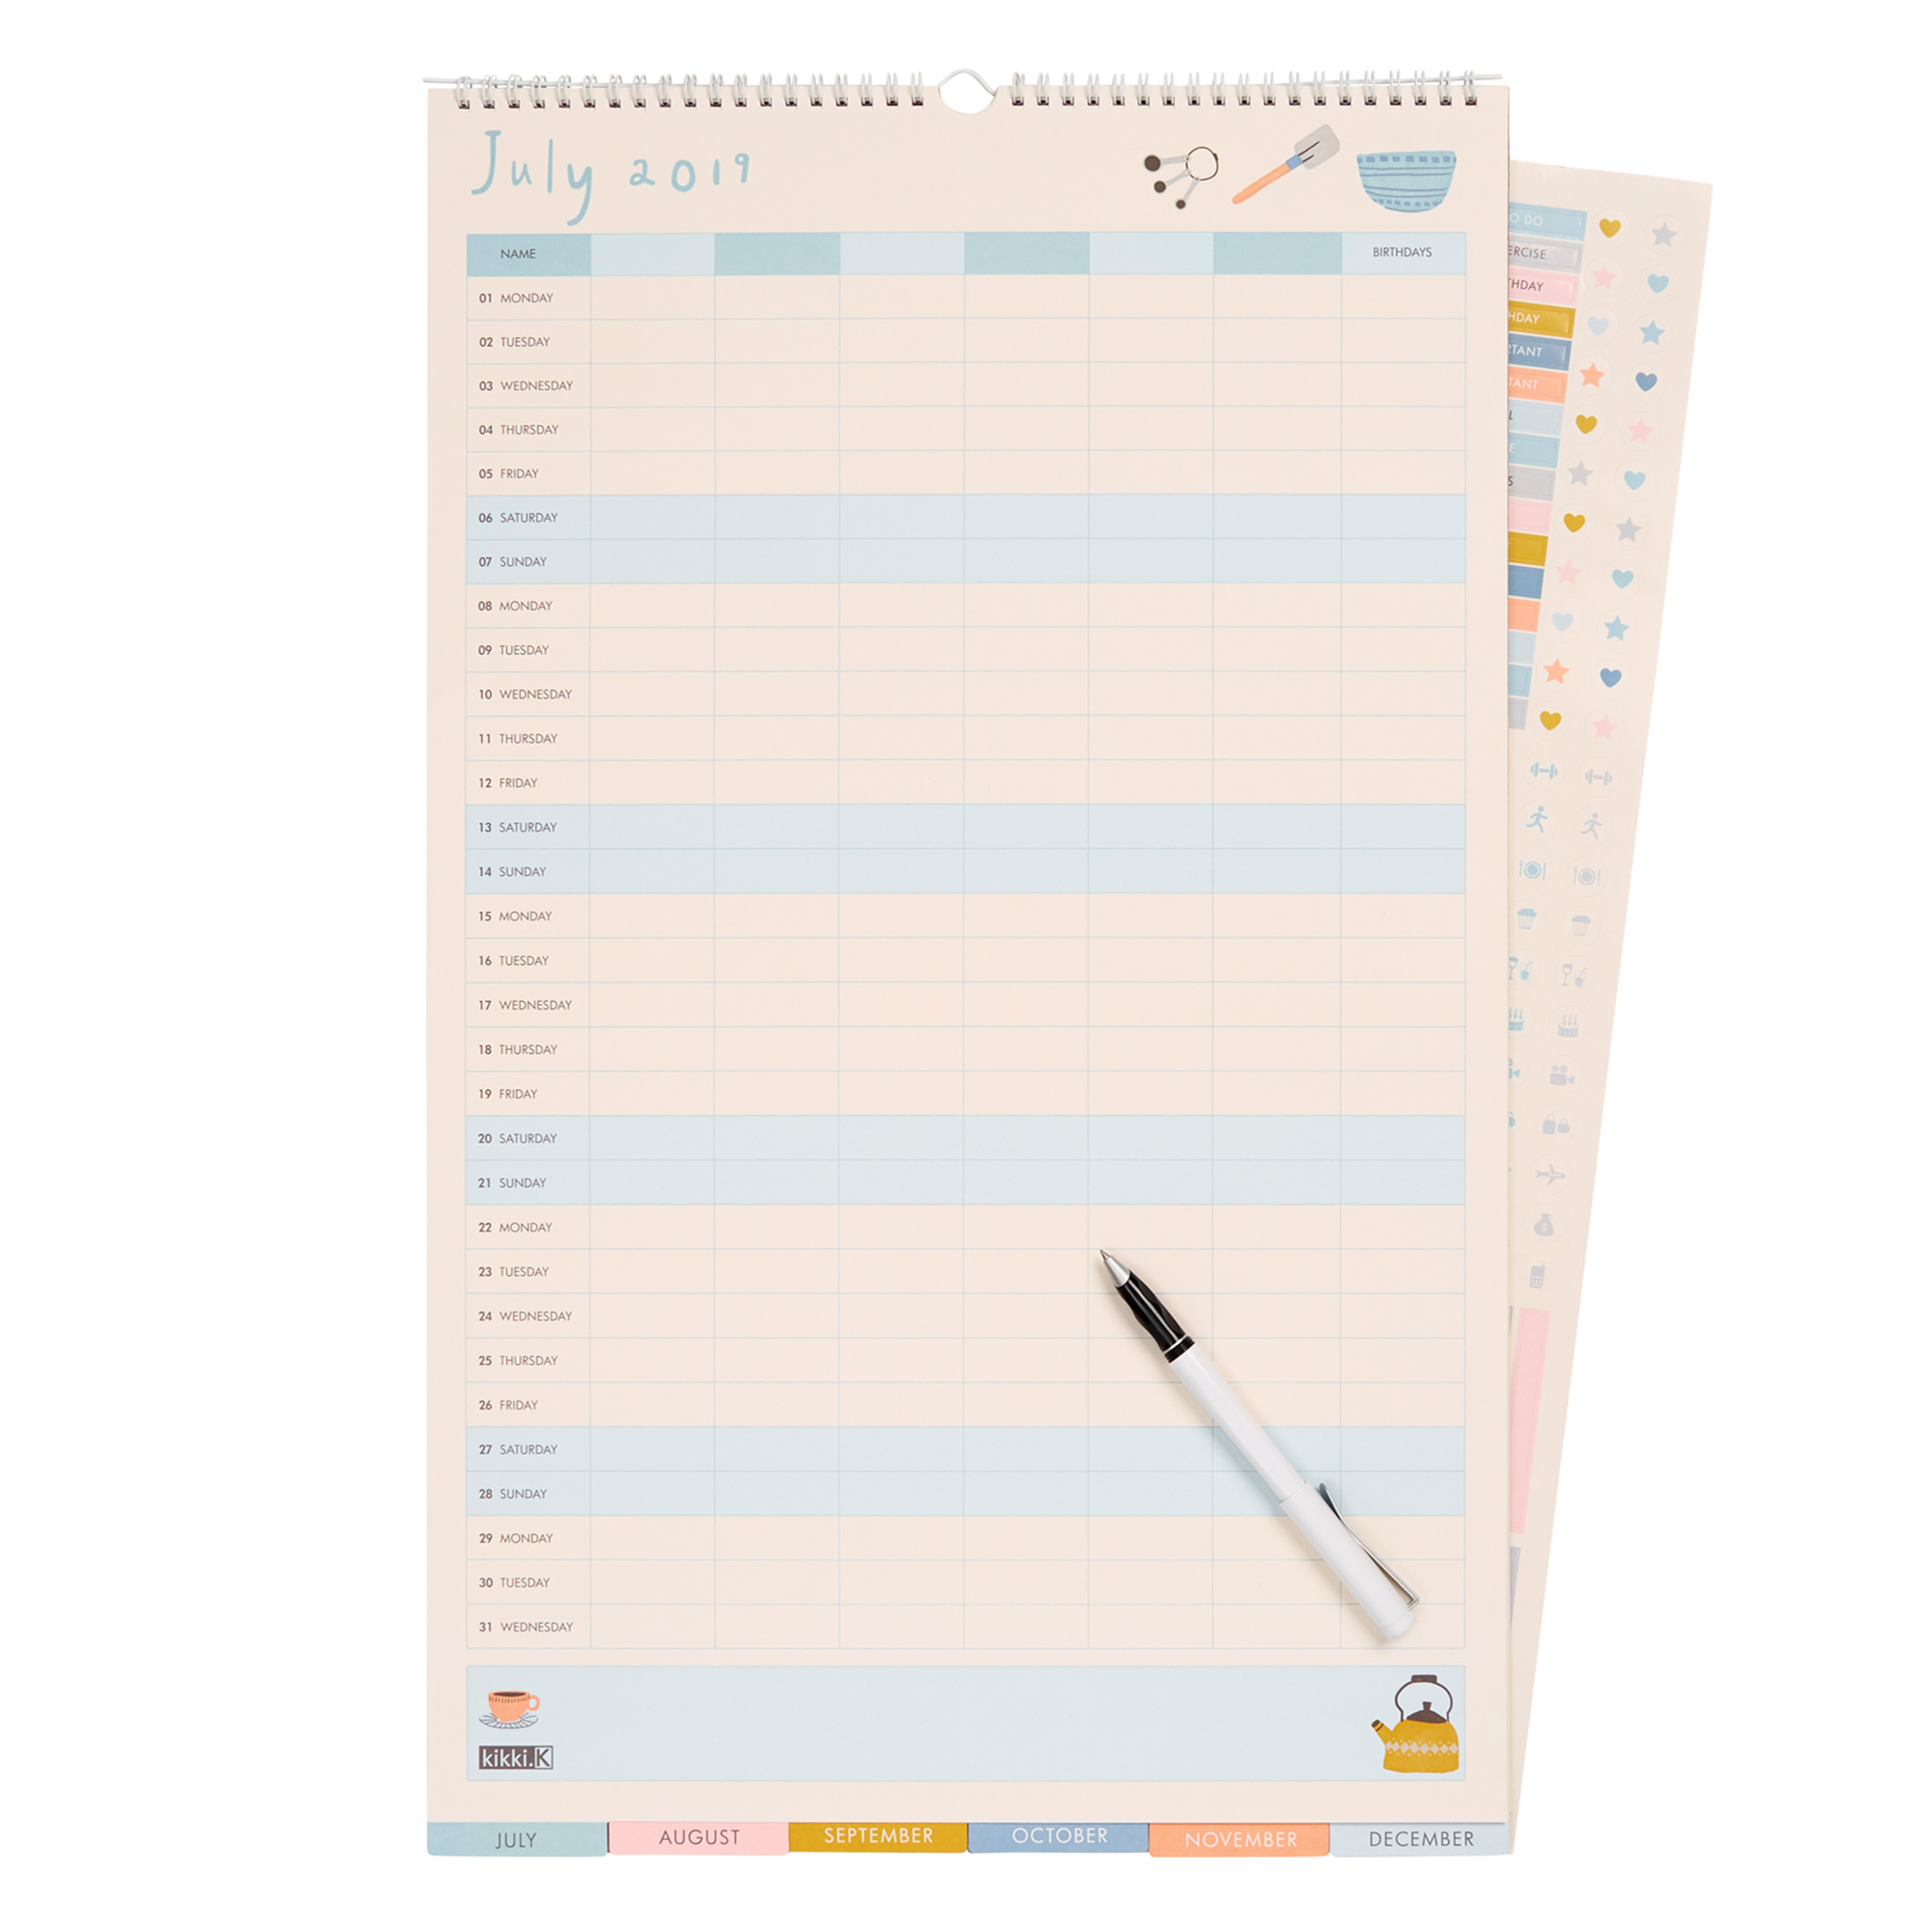 July 2019
NAME BIRTHDAYS
01 MONDAY
02 TUESDAY
03 WEDNESDAY
04 THURSDAY
05 FRIDAY
06 SATURDAY
07 SUNDAY
08 MONDAY
09 TUESDAY
10 WEDNESDAY
11 THURSDAY
12 FRIDAY
13 SATURDAY
14 SUNDAY
15 MONDAY
16 TUESDAY
17 WEDNESDAY
18 THURSDAY
19 FRIDAY
20 SATURDAY
21 SUNDAY
22 MONDAY
23 TUESDAY
24 WEDNESDAY
25 THURSDAY
26 FRIDAY
27 SATURDAY
28 SUNDAY
29 MONDAY
30 TUESDAY
31 WEDNESDAY
kikki.K
JULY AUGUST SEPTEMBER OCTOBER NOVEMBER DECEMBER
O DO
ERCISE
THDAY
HDAY
RTANT
TANT
L
E
S